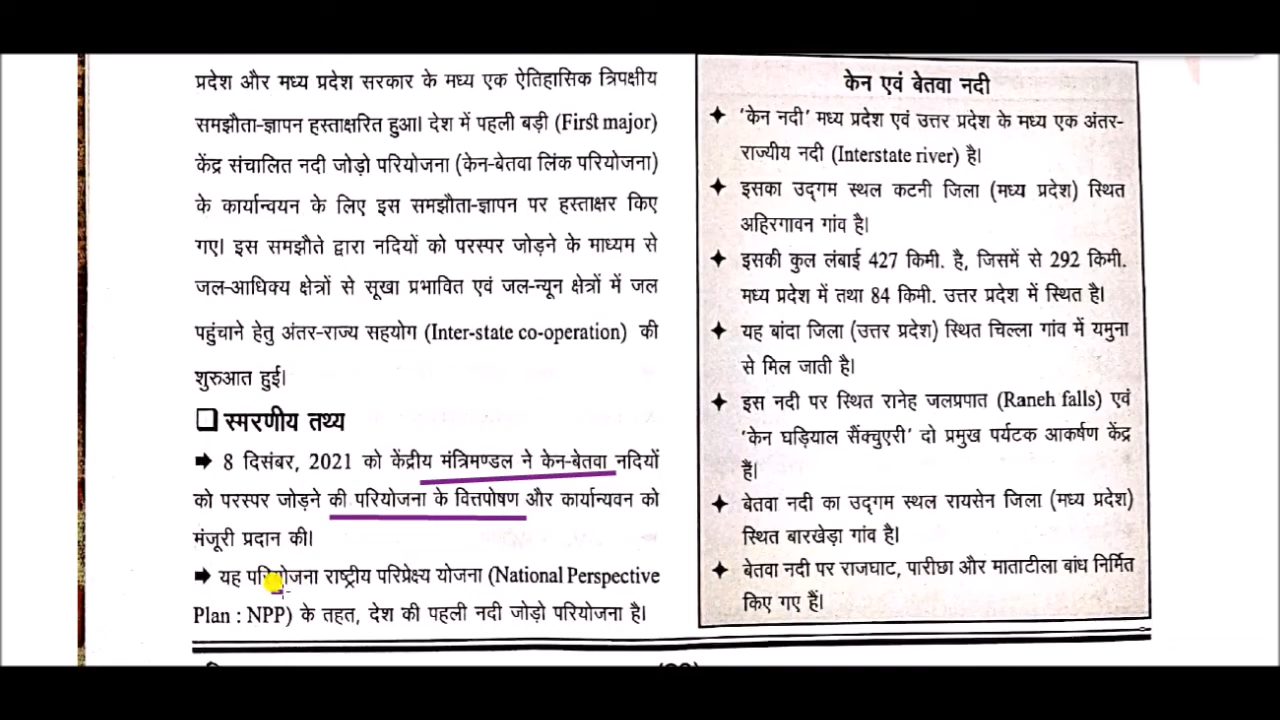 प्रदेश और मध्य प्रदेश सरकार के मध्य एक ऐतिहासिक त्रिपक्षीय
समझौता-ज्ञापन हस्ताक्षरित हुआ। देश में पहली बड़ी (First major)
केंद्र संचालित नदी जोड़ो परियोजना (केन-बेतवा लिंक परियोजना)
के कार्यान्वयन के लिए इस समझौता-ज्ञापन पर हस्ताक्षर किए
गए। इस समझौते द्वारा नदियों को परस्पर जोड़ने के माध्यम से
जल-आधिक्य क्षेत्रों से सूखा प्रभावित एवं जल-न्यून क्षेत्रों में जल
पहुंचाने हेतु अंतर-राज्य सहयोग (Inter-state co-operation) की
शुरुआत हुई।
❑ स्मरणीय तथ्य
➡ 8 दिसंबर, 2021 को केंद्रीय मंत्रिमण्डल ने केन-बेतवा नदियों
को परस्पर जोड़ने की परियोजना के वित्तपोषण और कार्यान्यवन को
मंजूरी प्रदान की।
➡ यह परियोजना राष्ट्रीय परिप्रेक्ष्य योजना (National Perspective
Plan : NPP) के तहत, देश की पहली नदी जोड़ो परियोजना है।
केन एवं बेतवा नदी
✦ 'केन नदी' मध्य प्रदेश एवं उत्तर प्रदेश के मध्य एक अंतर-
राज्यीय नदी (Interstate river) है।
✦ इसका उद्‌गम स्थल कटनी जिला (मध्य प्रदेश) स्थित
अहिरगावन गांव है।
✦ इसकी कुल लंबाई 427 किमी. है, जिसमें से 292 किमी.
मध्य प्रदेश में तथा 84 किमी. उत्तर प्रदेश में स्थित है।
✦ यह बांदा जिला (उत्तर प्रदेश) स्थित चिल्ला गांव में यमुना
से मिल जाती है।
✦ इस नदी पर स्थित रानेह जलप्रपात (Raneh falls) एवं
'केन घड़ियाल सैंक्चुएरी' दो प्रमुख पर्यटक आकर्षण केंद्र
हैं।
✦ बेतवा नदी का उद्‌गम स्थल रायसेन जिला (मध्य प्रदेश)
स्थित बारखेड़ा गांव है।
✦ बेतवा नदी पर राजघाट, पारीछा और माताटीला बांध निर्मित
किए गए हैं।